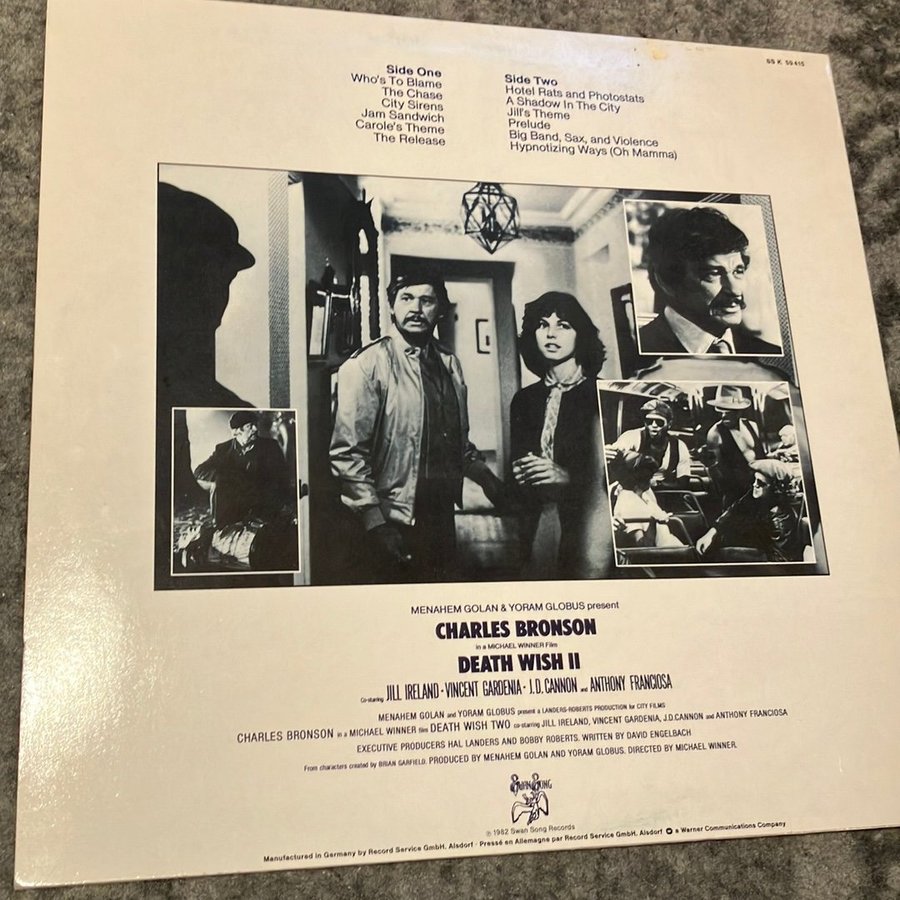 SS K 59415
Side One
Who's To Blame
The Chase
City Sirens
Jam Sandwich
Carole's Theme
The Release
Side Two
Hotel Rats and Photostats
A Shadow In The City
Jill's Theme
Prelude
Big Band, Sax, and Violence
Hypnotizing Ways (Oh Mamma)
MENAHEM GOLAN & YORAM GLOBUS present
CHARLES BRONSON
in a MICHAEL WINNER Film
DEATH WISH II
Co-starring JILL IRELAND · VINCENT GARDENIA · J.D. CANNON and ANTHONY FRANCIOSA
MENAHEM GOLAN and YORAM GLOBUS present a LANDERS-ROBERTS PRODUCTION for CITY FILMS
CHARLES BRONSON in a MICHAEL WINNER film DEATH WISH TWO co-starring JILL IRELAND, VINCENT GARDENIA, J.D.CANNON and ANTHONY FRANCIOSA
EXECUTIVE PRODUCERS HAL LANDERS AND BOBBY ROBERTS. WRITTEN BY DAVID ENGELBACH
From characters created by BRIAN GARFIELD. PRODUCED BY MENAHEM GOLAN AND YORAM GLOBUS. DIRECTED BY MICHAEL WINNER.
SWAN SONG
℗ 1982 Swan Song Records
Manufactured in Germany by Record Service GmbH, Alsdorf · Pressé en Allemagne par Record Service GmbH, Alsdorf a Warner Communications Company